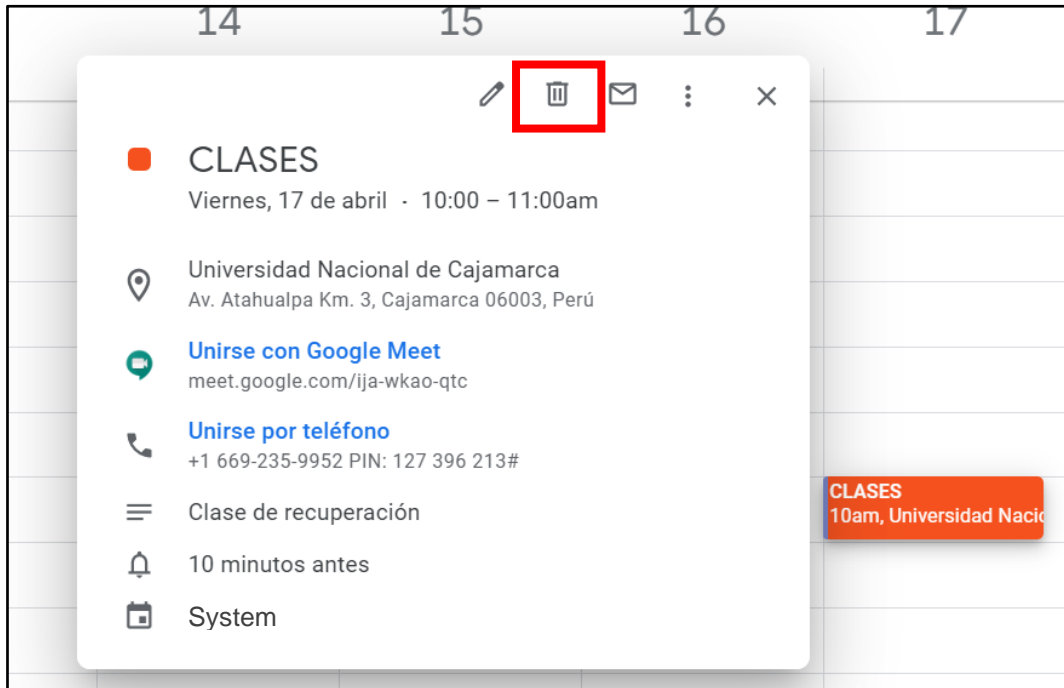 14 15 16 17
CLASES
Viernes, 17 de abril · 10:00 – 11:00am
Universidad Nacional de Cajamarca
Av. Atahualpa Km. 3, Cajamarca 06003, Perú
Unirse con Google Meet
meet.google.com/ija-wkao-qtc
Unirse por teléfono
+1 669-235-9952 PIN: 127 396 213#
Clase de recuperación
10 minutos antes
System
CLASES
10am, Universidad Nacio